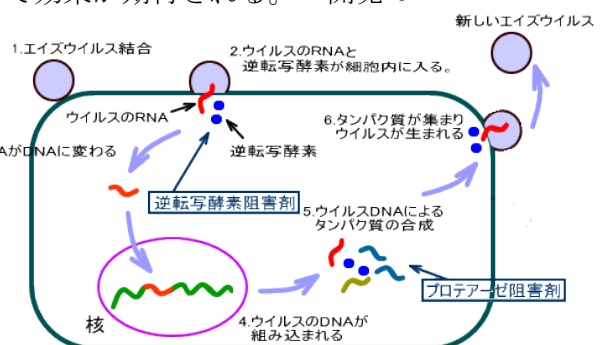 で効果が期待される。 開発の
新しいエイズウイルス
1.エイズウイルス結合
2.ウイルスのRNAと
逆転写酵素が細胞内に入る。
ウイルスのRNA
逆転写酵素
6.タンパク質が集まり
ウイルスが生まれる
AがDNAに変わる
逆転写酵素阻害剤
5.ウイルスDNAによる
タンパク質の合成
プロテアーゼ阻害剤
核
4.ウイルスのDNAが
組み込まれる